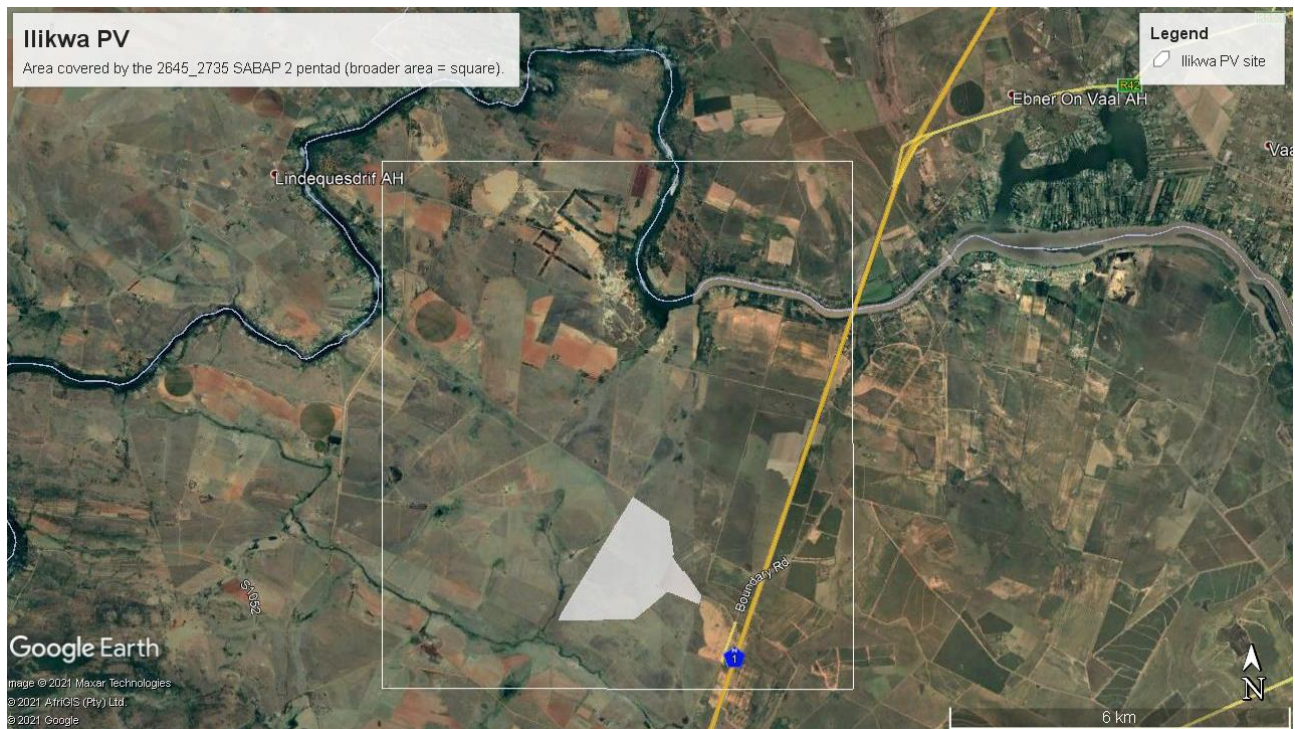 Ilikwa PV
Area covered by the 2645_2735 SABAP 2 pentad (broader area = square).
Legend
Ilikwa PV site
R42
Ebner On Vaal AH
Vaa
Lindequesdrif AH
S1052
Boundary Rd
1
Google Earth
Image © 2021 Maxar Technologies
© 2021 AfriGIS (Pty) Ltd.
© 2021 Google
N
6 km